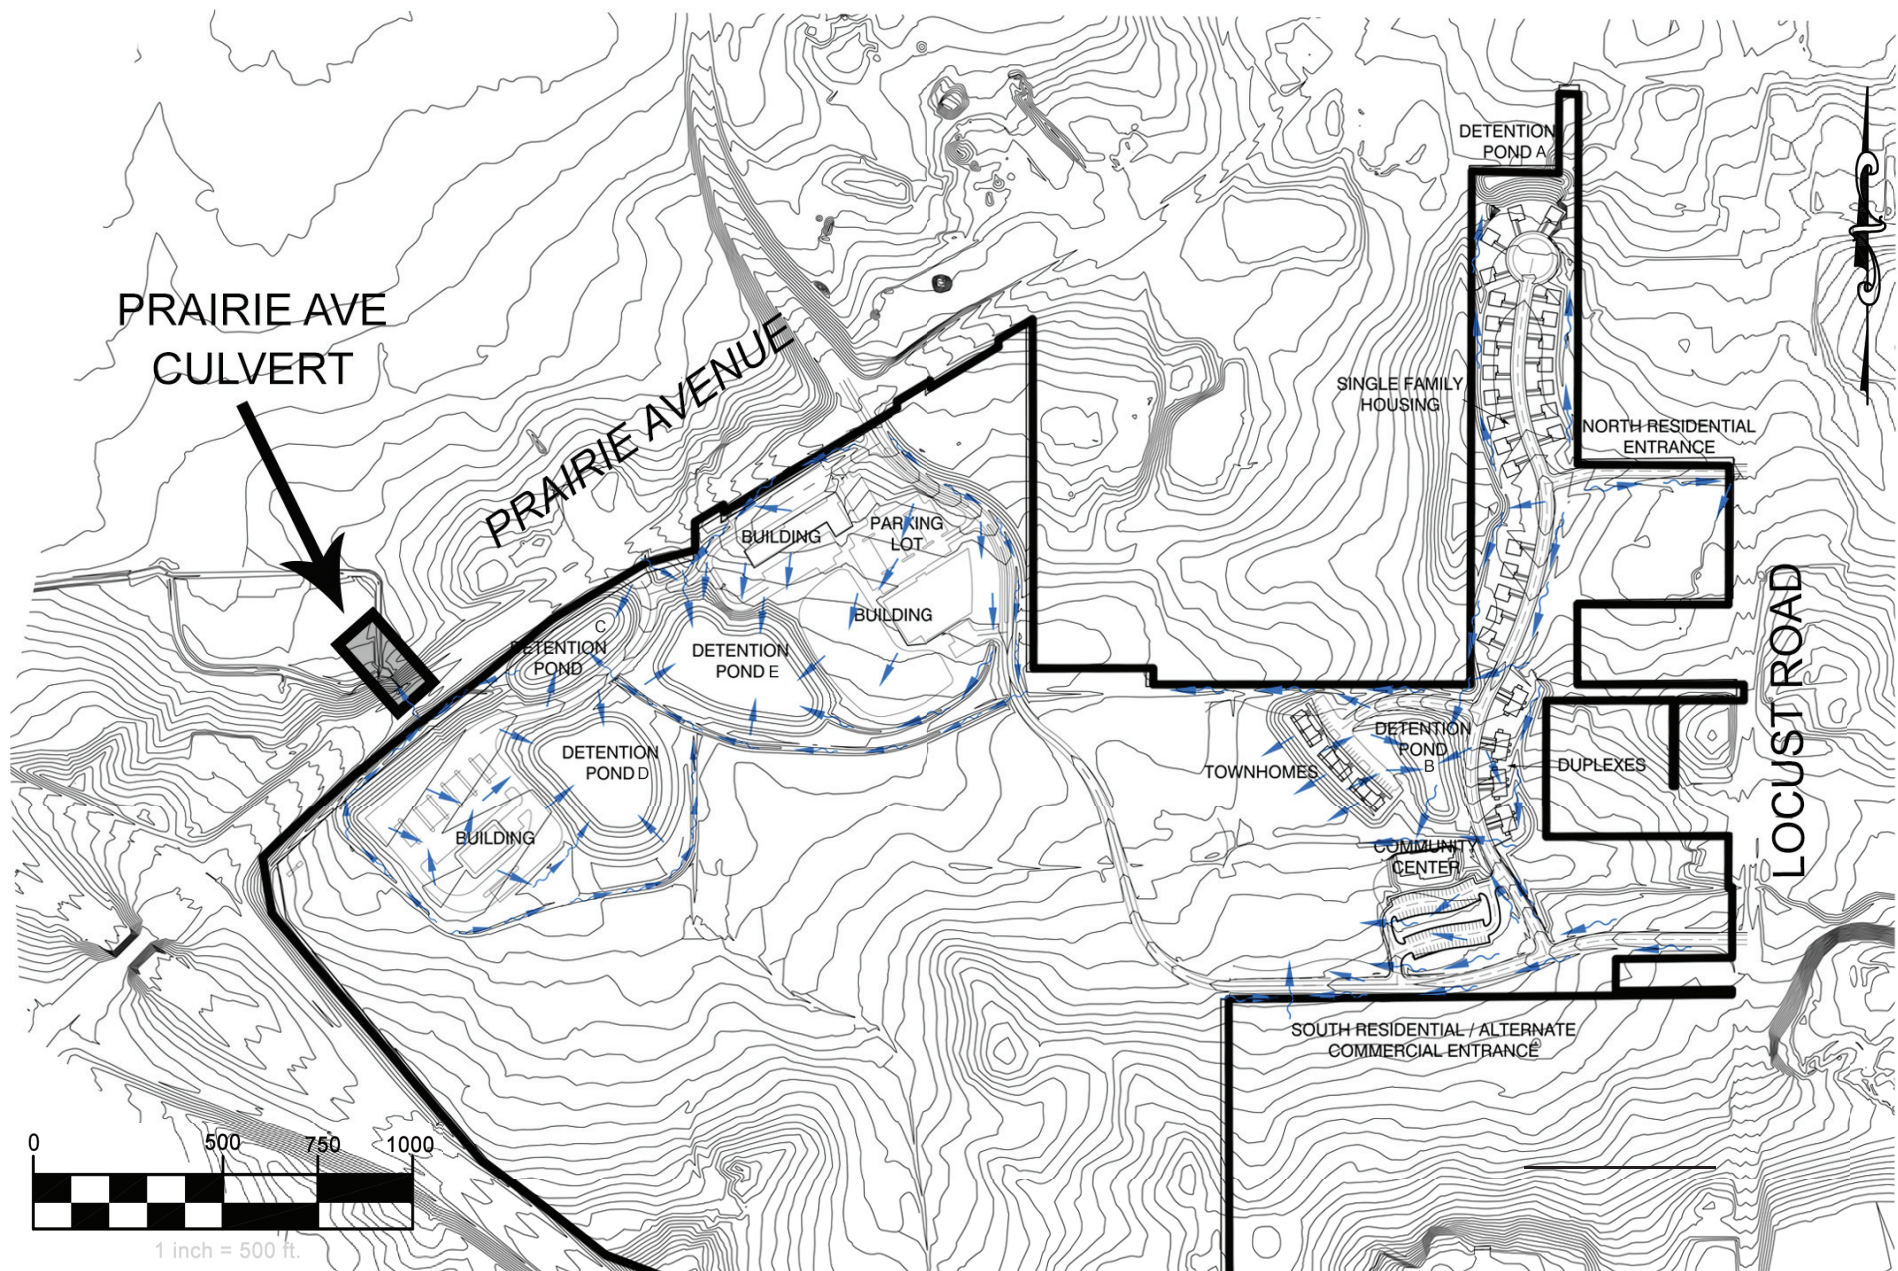 DETENTION
POND A
PRAIRIE AVE
CULVERT
PRAIRIE AVENUE
SINGLE FAMILY
HOUSING
NORTH RESIDENTIAL
ENTRANCE
BUILDING
PARKING
LOT
BUILDING
C
DETENTION
POND
DETENTION
POND E
DETENTION
POND D
BUILDING
TOWNHOMES
DETENTION
POND
B
DUPLEXES
LOCUST ROAD
COMMUNITY
CENTER
SOUTH RESIDENTIAL / ALTERNATE
COMMERCIAL ENTRANCE
0 500 750 1000
1 inch = 500 ft.